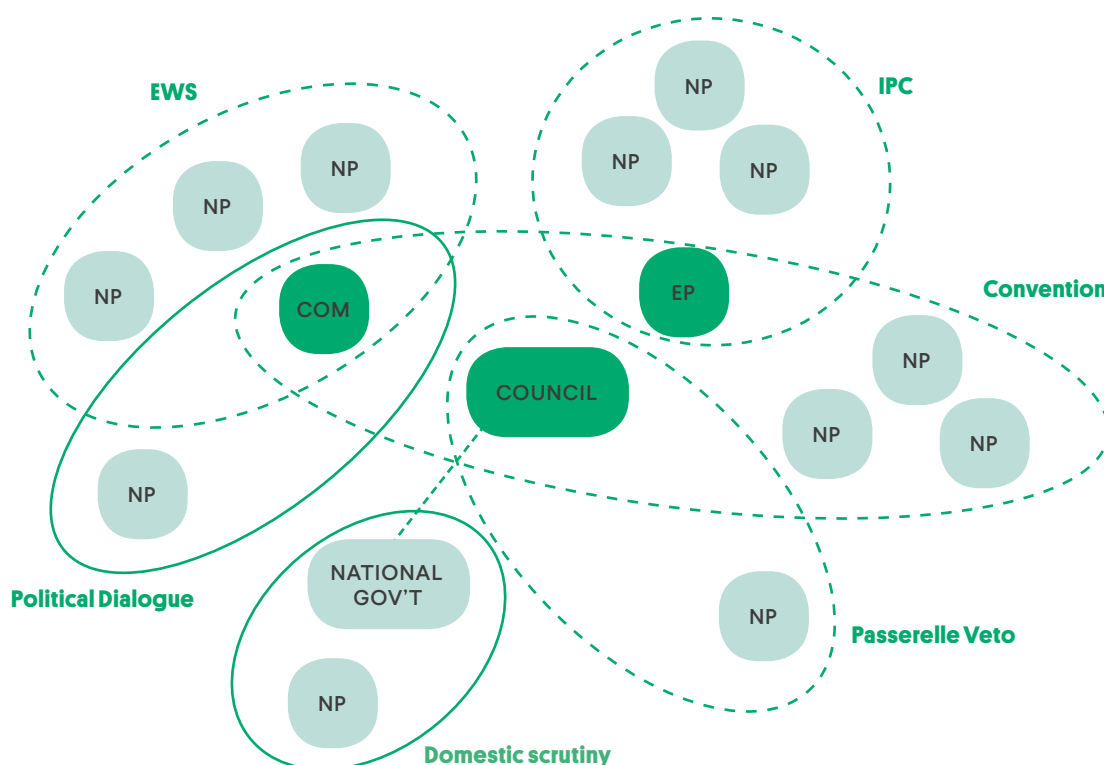 EWS
IPC
NP
NP
NP
NP
NP
NP
NP
COM
EP
Convention
NP
COUNCIL
NP
NP
NP
Political Dialogue
NATIONAL
GOV'T
NP
Passerelle Veto
NP
Domestic scrutiny